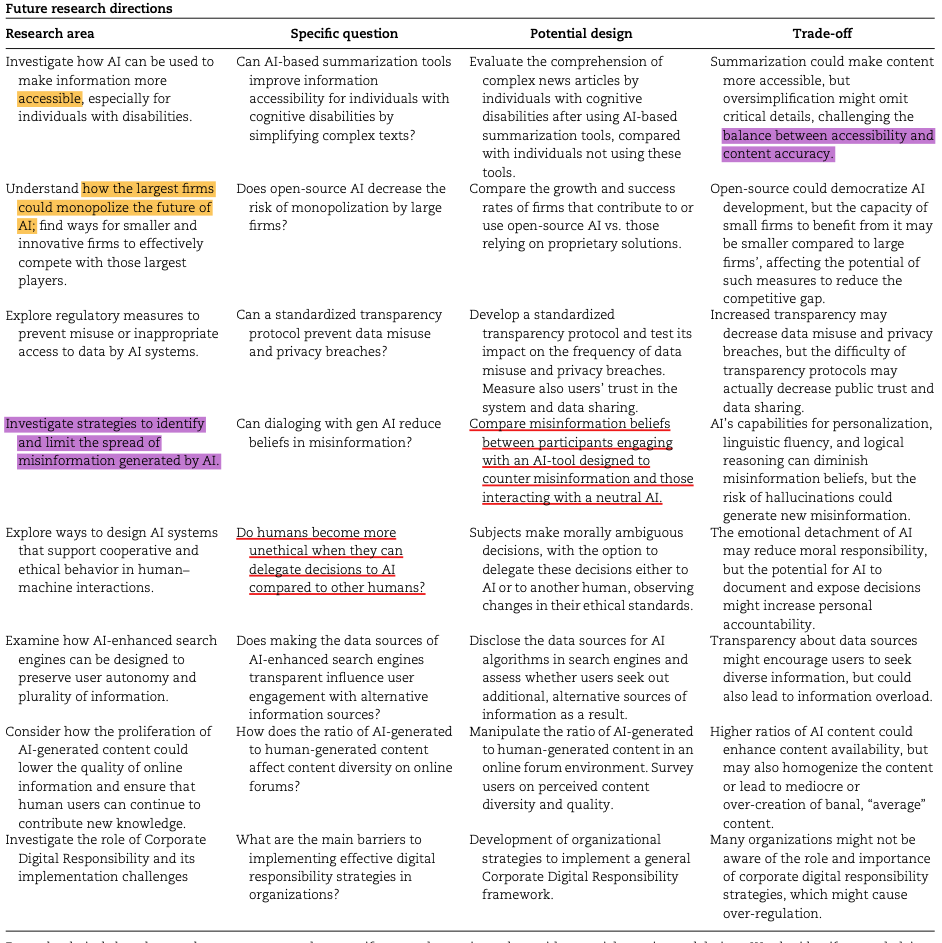 Future research directions
Research area
Specific question
Potential design
Trade-off
Investigate how AI can be used to
make information more
accessible, especially for
individuals with disabilities.
Can AI-based summarization tools
improve information
accessibility for individuals with
cognitive disabilities by
simplifying complex texts?
Evaluate the comprehension of
complex news articles by
individuals with cognitive
disabilities after using AI-based
summarization tools, compared
with individuals not using these
tools.
Summarization could make content
more accessible, but
oversimplification might omit
critical details, challenging the
balance between accessibility and
content accuracy.
Understand how the largest firms
could monopolize the future of
AI; find ways for smaller and
innovative firms to effectively
compete with those largest
players.
Does open-source AI decrease the
risk of monopolization by large
firms?
Compare the growth and success
rates of firms that contribute to or
use open-source AI vs. those
relying on proprietary solutions.
Open-source could democratize AI
development, but the capacity of
small firms to benefit from it may
be smaller compared to large
firms’, affecting the potential of
such measures to reduce the
competitive gap.
Explore regulatory measures to
prevent misuse or inappropriate
access to data by AI systems.
Can a standardized transparency
protocol prevent data misuse
and privacy breaches?
Develop a standardized
transparency protocol and test its
impact on the frequency of data
misuse and privacy breaches.
Measure also users’ trust in the
system and data sharing.
Increased transparency may
decrease data misuse and privacy
breaches, but the difficulty of
transparency protocols may
actually decrease public trust and
data sharing.
Investigate strategies to identify
and limit the spread of
misinformation generated by AI.
Can dialoging with gen AI reduce
beliefs in misinformation?
Compare misinformation beliefs
between participants engaging
with an AI-tool designed to
counter misinformation and those
interacting with a neutral AI.
AI’s capabilities for personalization,
linguistic fluency, and logical
reasoning can diminish
misinformation beliefs, but the
risk of hallucinations could
generate new misinformation.
Explore ways to design AI systems
that support cooperative and
ethical behavior in human–
machine interactions.
Do humans become more
unethical when they can
delegate decisions to AI
compared to other humans?
Subjects make morally ambiguous
decisions, with the option to
delegate these decisions either to
AI or to another human, observing
changes in their ethical standards.
The emotional detachment of AI
may reduce moral responsibility,
but the potential for AI to
document and expose decisions
might increase personal
accountability.
Examine how AI-enhanced search
engines can be designed to
preserve user autonomy and
plurality of information.
Does making the data sources of
AI-enhanced search engines
transparent influence user
engagement with alternative
information sources?
Disclose the data sources for AI
algorithms in search engines and
assess whether users seek out
additional, alternative sources of
information as a result.
Transparency about data sources
might encourage users to seek
diverse information, but could
also lead to information overload.
Consider how the proliferation of
AI-generated content could
lower the quality of online
information and ensure that
human users can continue to
contribute new knowledge.
How does the ratio of AI-generated
to human-generated content
affect content diversity on online
forums?
Manipulate the ratio of AI-generated
to human-generated content in an
online forum environment. Survey
users on perceived content
diversity and quality.
Higher ratios of AI content could
enhance content availability, but
may also homogenize the content
or lead to mediocre or
over-creation of banal, “average”
content.
Investigate the role of Corporate
Digital Responsibility and its
implementation challenges
What are the main barriers to
implementing effective digital
responsibility strategies in
organizations?
Development of organizational
strategies to implement a general
Corporate Digital Responsibility
framework.
Many organizations might not be
aware of the role and importance
of corporate digital responsibility
strategies, which might cause
over-regulation.